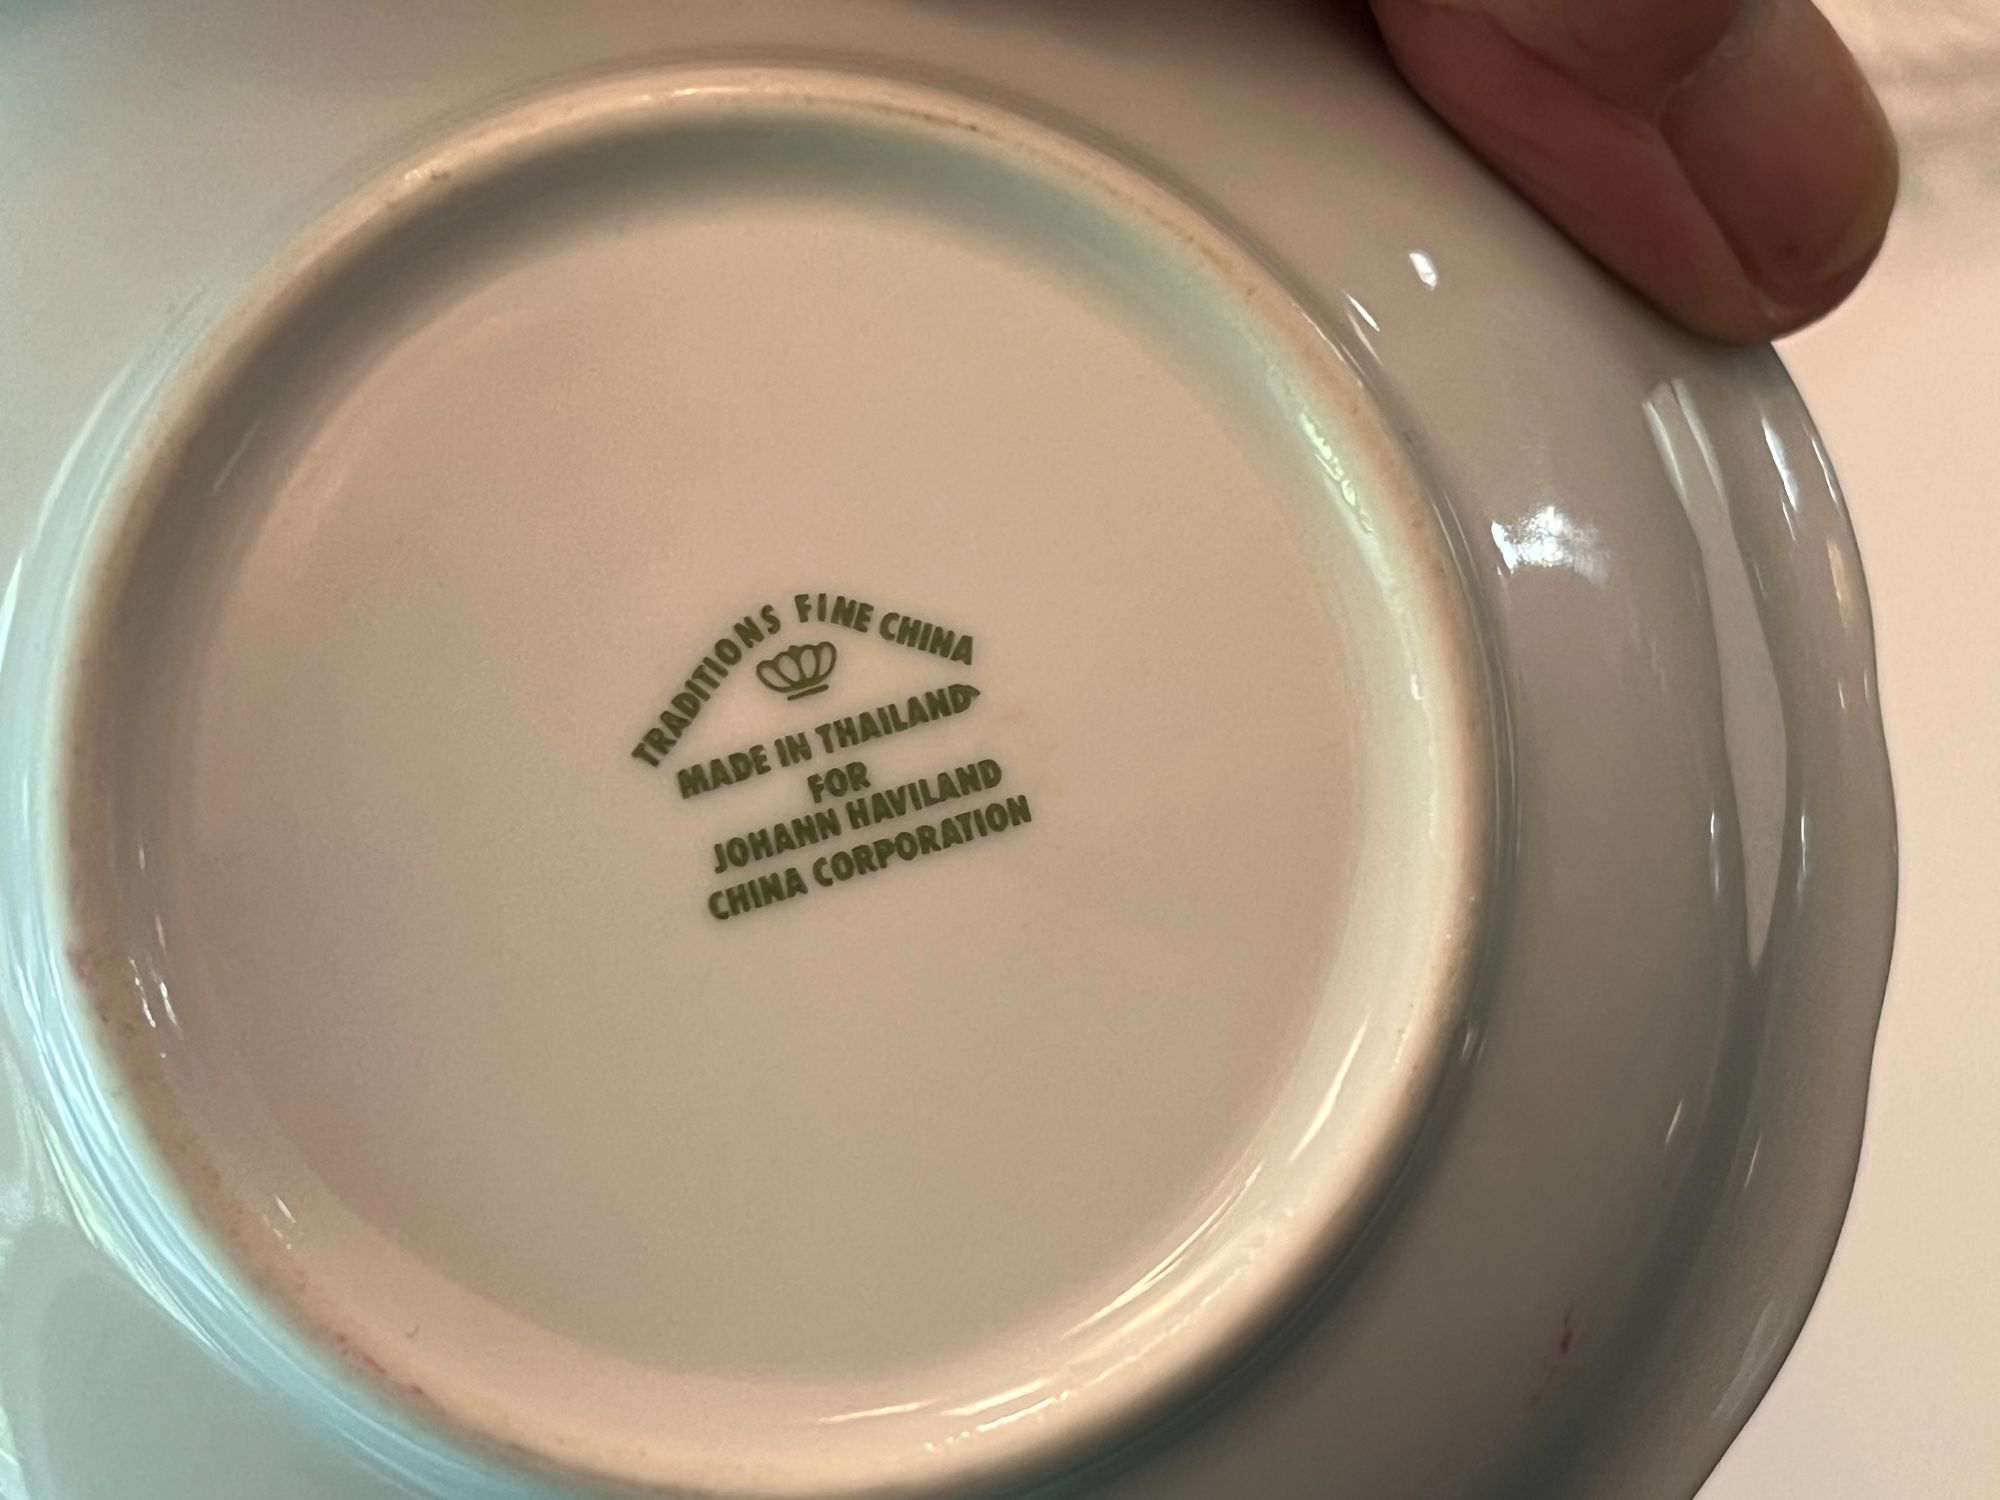 TRADITIONS FINE CHINA
MADE IN THAILAND
FOR
JOHANN HAVILAND
CHINA CORPORATION